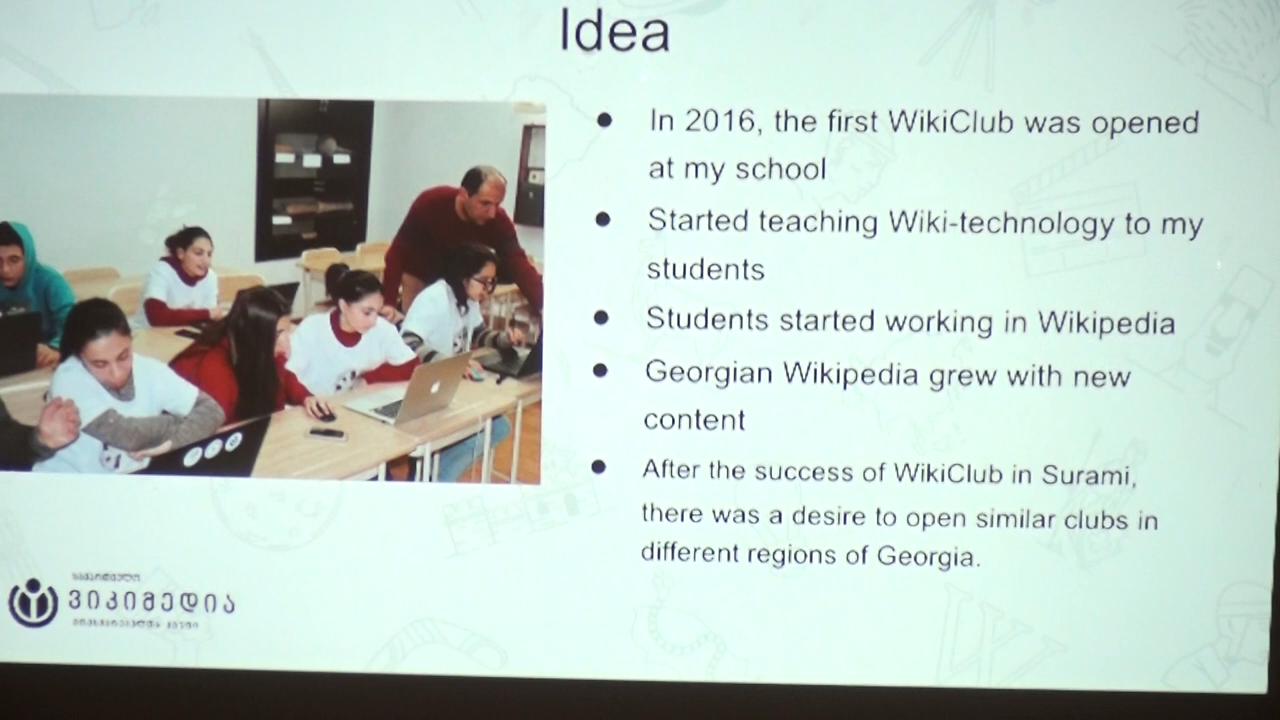 Idea
● In 2016, the first WikiClub was opened
at my school
● Started teaching Wiki-technology to my
students
● Students started working in Wikipedia
● Georgian Wikipedia grew with new
content
● After the success of WikiClub in Surami,
there was a desire to open similar clubs in
different regions of Georgia.
ვიკიმედია